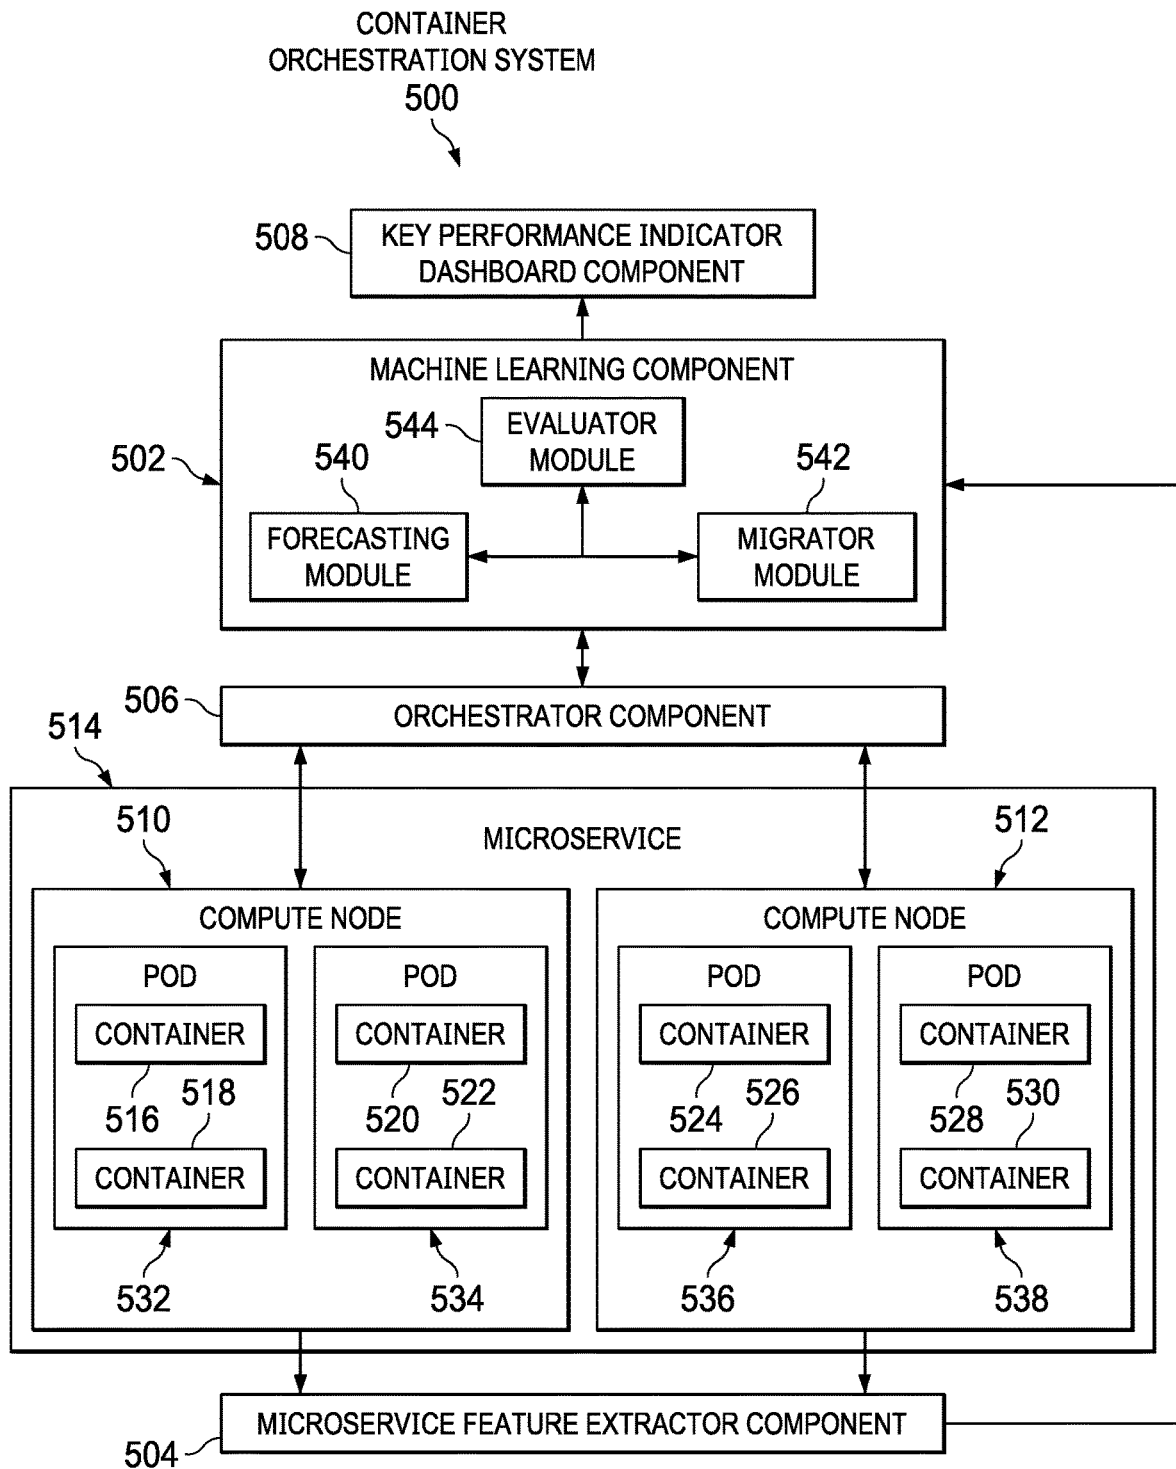 CONTAINER
ORCHESTRATION SYSTEM
500
508
KEY PERFORMANCE INDICATOR
DASHBOARD COMPONENT
MACHINE LEARNING COMPONENT
544
EVALUATOR
MODULE
502
540
542
FORECASTING
MODULE
MIGRATOR
MODULE
506
ORCHESTRATOR COMPONENT
514
510
MICROSERVICE
512
COMPUTE NODE
COMPUTE NODE
POD
POD
POD
POD
CONTAINER
CONTAINER
CONTAINER
CONTAINER
516
518
520
522
524
526
528
530
CONTAINER
CONTAINER
CONTAINER
CONTAINER
532
534
536
538
MICROSERVICE FEATURE EXTRACTOR COMPONENT
504